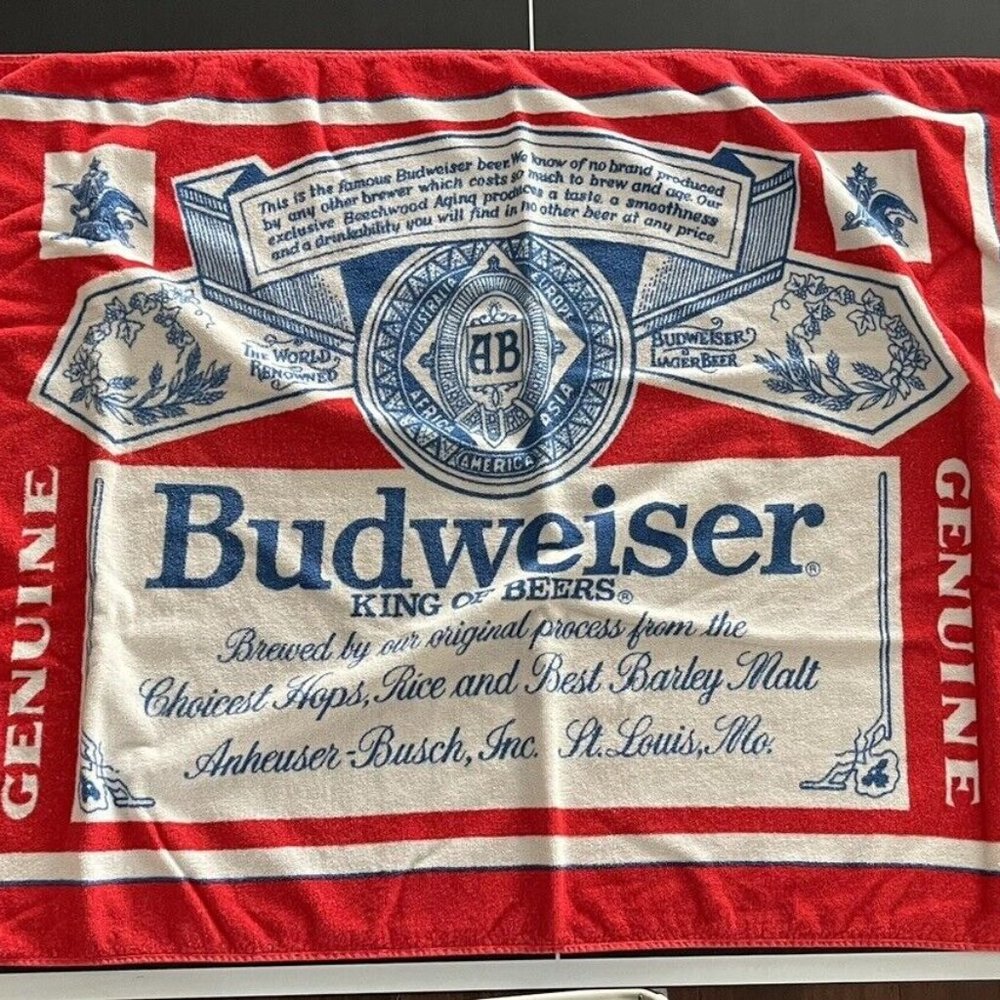 This is the famous Budweiser beer. We know of no brand produced
by any other brewer which costs so much to brew and age. Our
exclusive Beechwood Aging produces a taste, a smoothness
and a drinkability you will find in no other beer at any price.
AUSTRALIA
EUROPE
AFRICA
ASIA
AMERICA
AB
THE WORLD
RENOWNED
BUDWEISER
LAGER BEER
GENUINE
GENUINE
Budweiser®
KING OF BEERS®
Brewed by our original process from the
Choicest Hops, Rice and Best Barley Malt
Anheuser-Busch, Inc. St. Louis, Mo.